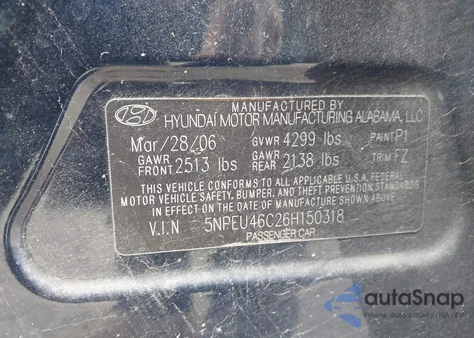 MANUFACTURED BY
HYUNDAI MOTOR MANUFACTURING ALABAMA, LLC
Mar/28/06 GVWR 4299 lbs PAINT P1
GAWR FRONT 2513 lbs GAWR REAR 2138 lbs TRIM FZ
THIS VEHICLE CONFORMS TO ALL APPLICABLE U.S.A. FEDERAL
MOTOR VEHICLE SAFETY, BUMPER, AND THEFT PREVENTION STANDARDS
IN EFFECT ON THE DATE OF MANUFACTURE SHOWN ABOVE
V.I.N 5NPEU46C26H150318
PASSENGER CAR
autoSnap